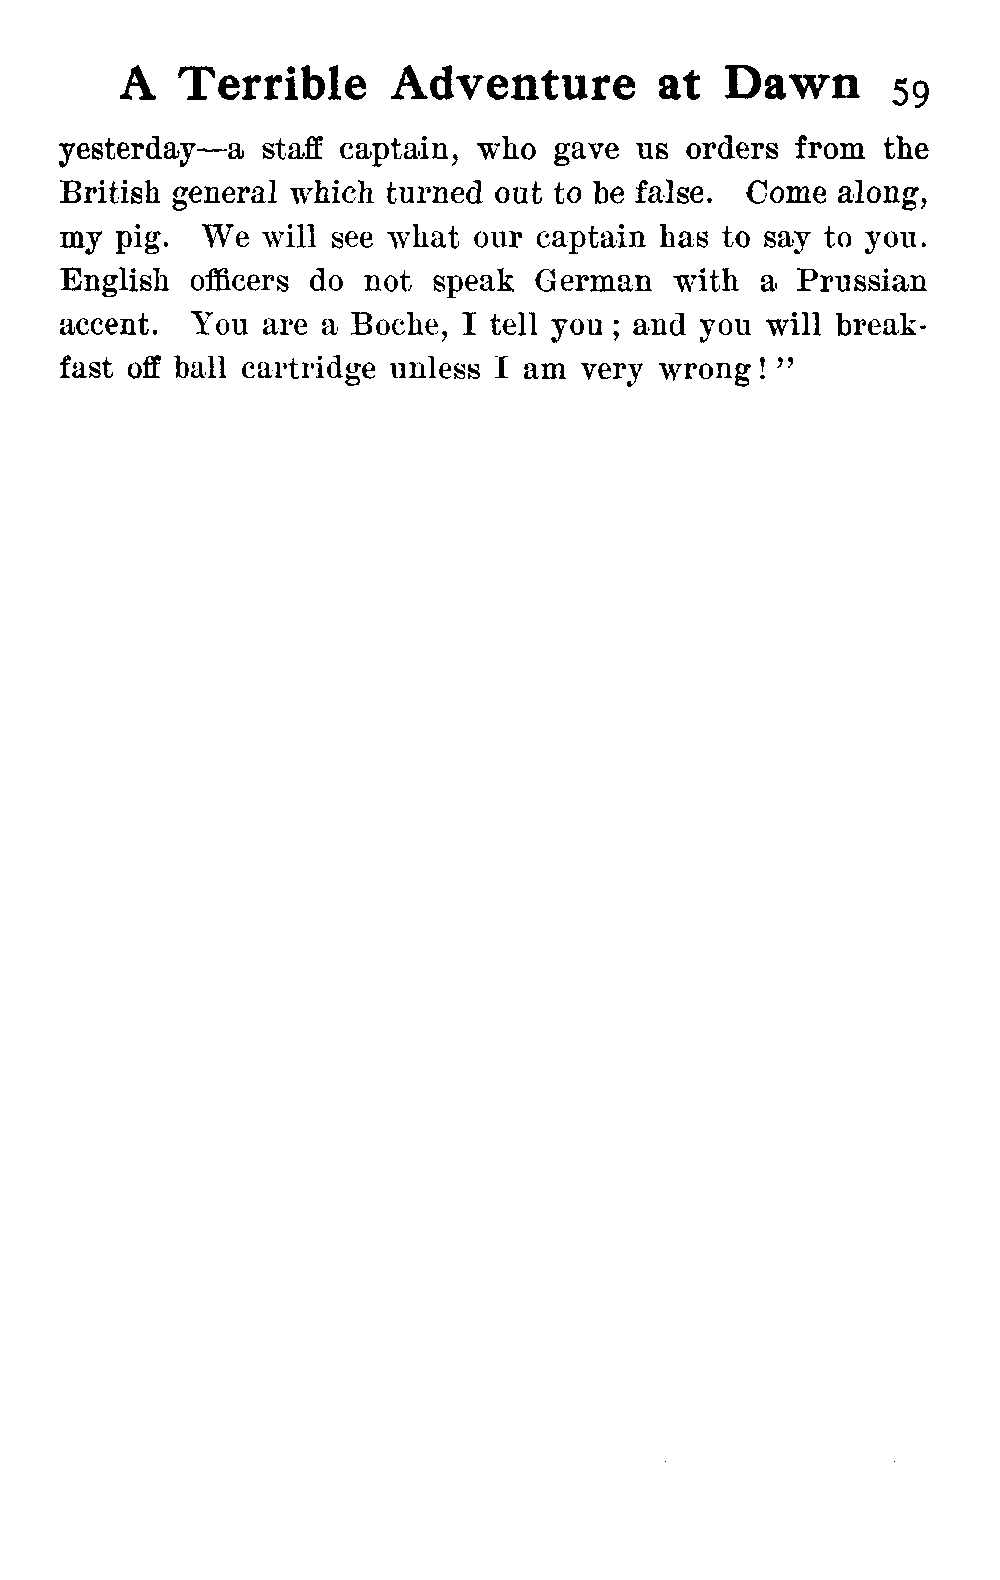 A Terrible Adventure at Dawn 59
yesterday—a staff captain, who gave us orders from the
British general which turned out to be false. Come along,
my pig. We will see what our captain has to say to you.
English officers do not speak German with a Prussian
accent. You are a Boche, I tell you ; and you will break-
fast off ball cartridge unless I am very wrong! ”